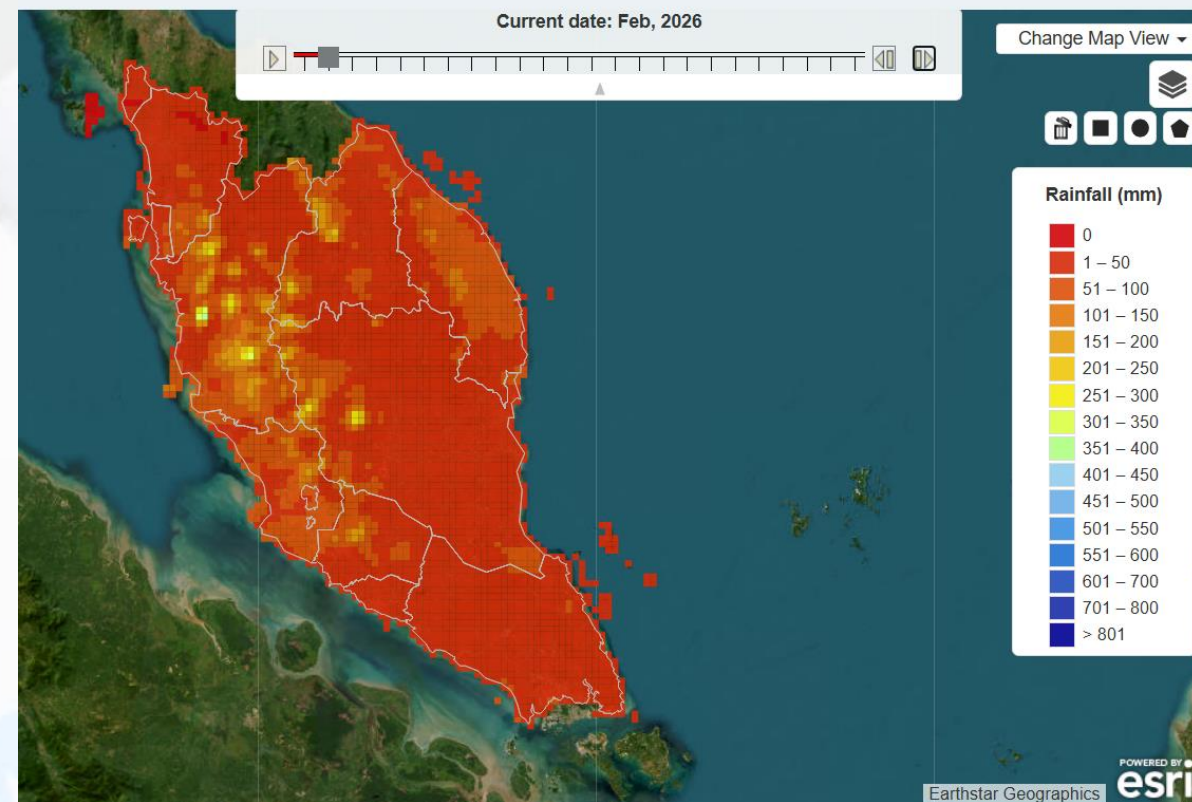 Current date: Feb, 2026
Change Map View
Rainfall (mm)
0
1 – 50
51 – 100
101 – 150
151 – 200
201 – 250
251 – 300
301 – 350
351 – 400
401 – 450
451 – 500
501 – 550
551 – 600
601 – 700
701 – 800
> 801
POWERED BY
esri
Earthstar Geographics